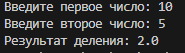 Введите первое число: 10
Введите второе число: 5
Результат деления: 2.0